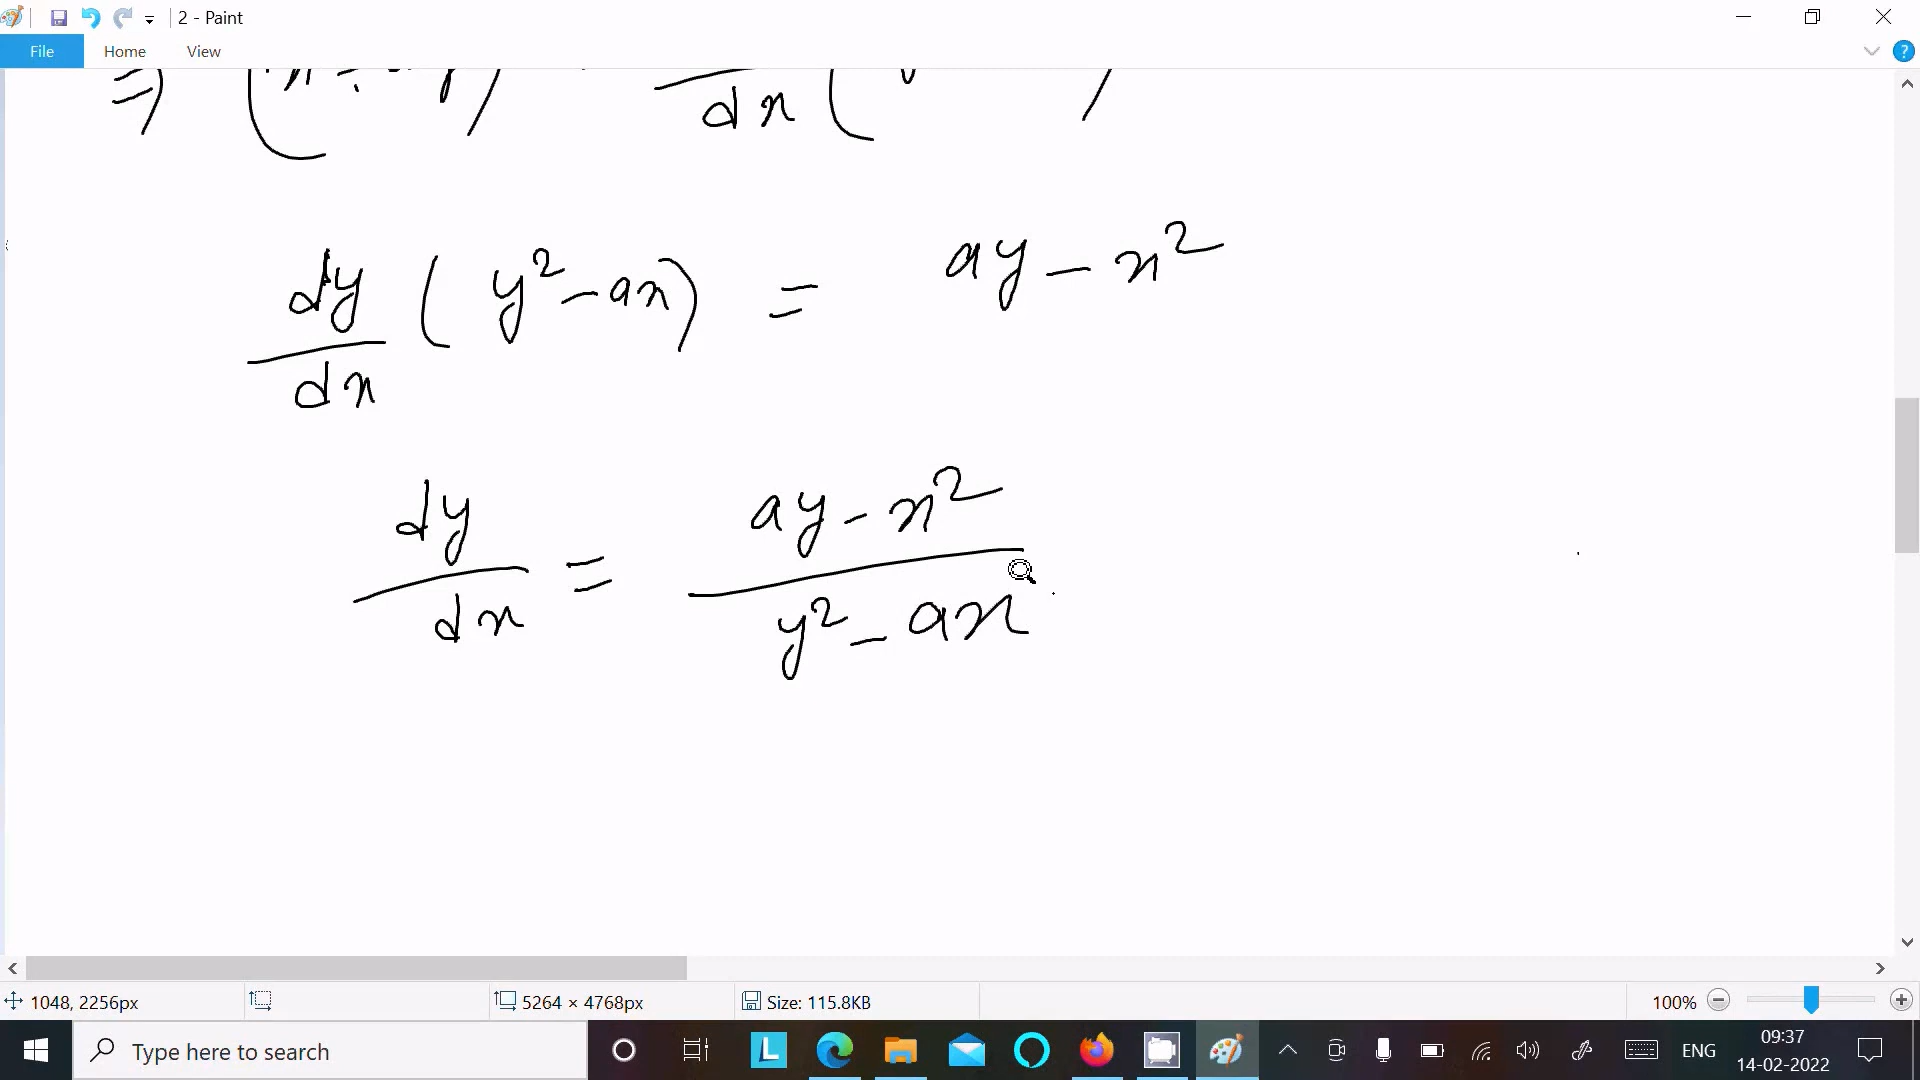 2 - Paint
File Home View
dx
dy/dx ( y² - ax) = ay - x²
dy/dx = ay - x² / y² - ax
1048, 2256px 5264 × 4768px Size: 115.8KB 100%
Type here to search L ENG 09:37
14-02-2022